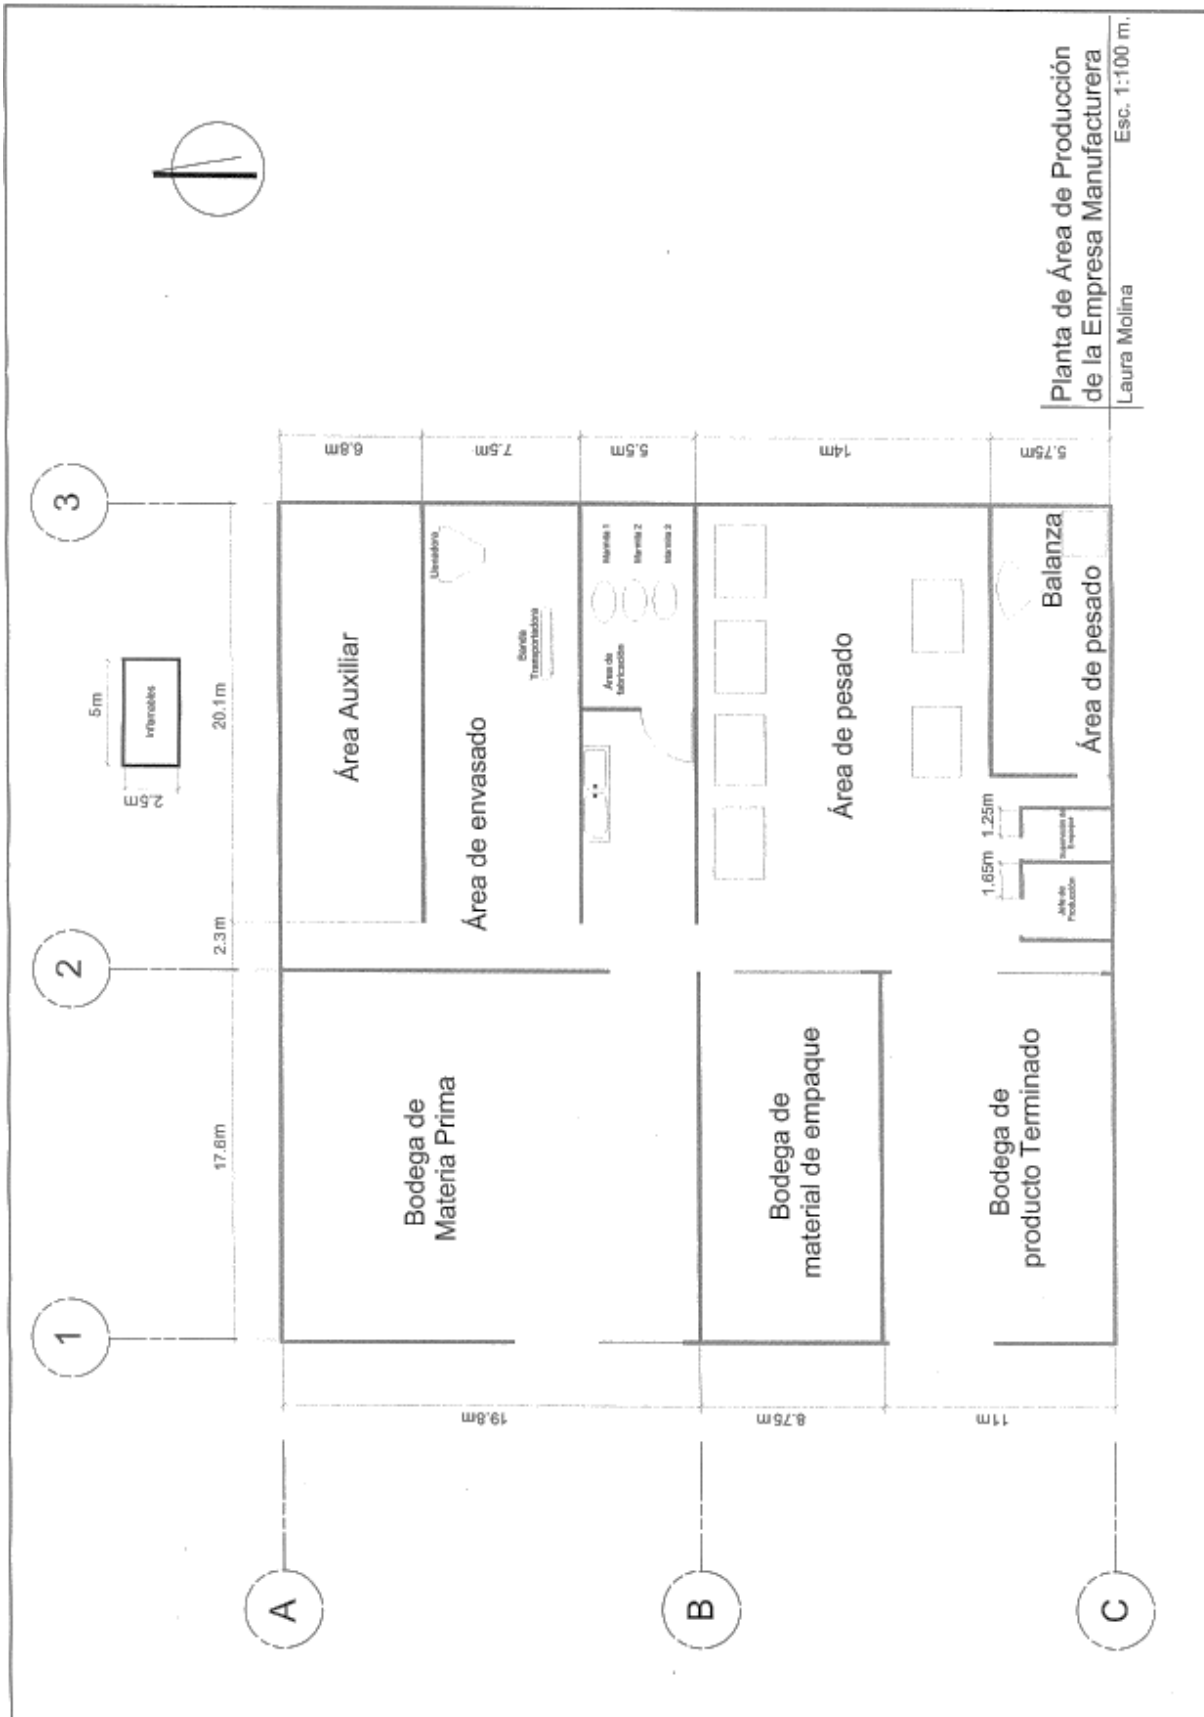 1
2
3
A
B
C
17.6m
2.3m
20.1m
5m
2.5m
Inflamables
19.8m
8.75m
11m
6.8m
7.5m
5.5m
14m
5.75m
Bodega de
Materia Prima
Bodega de
material de empaque
Bodega de
producto Terminado
Área Auxiliar
Área de envasado
Llenadora
Banda
Transportadora
Área de
fabricación
Marmita 1
Marmita 2
Marmita 3
Área de pesado
1.65m
1.25m
Jefe de
Producción
Empaque
Balanza
Área de pesado
Planta de Área de Producción
de la Empresa Manufacturera
Laura Molina
Esc. 1:100 m.